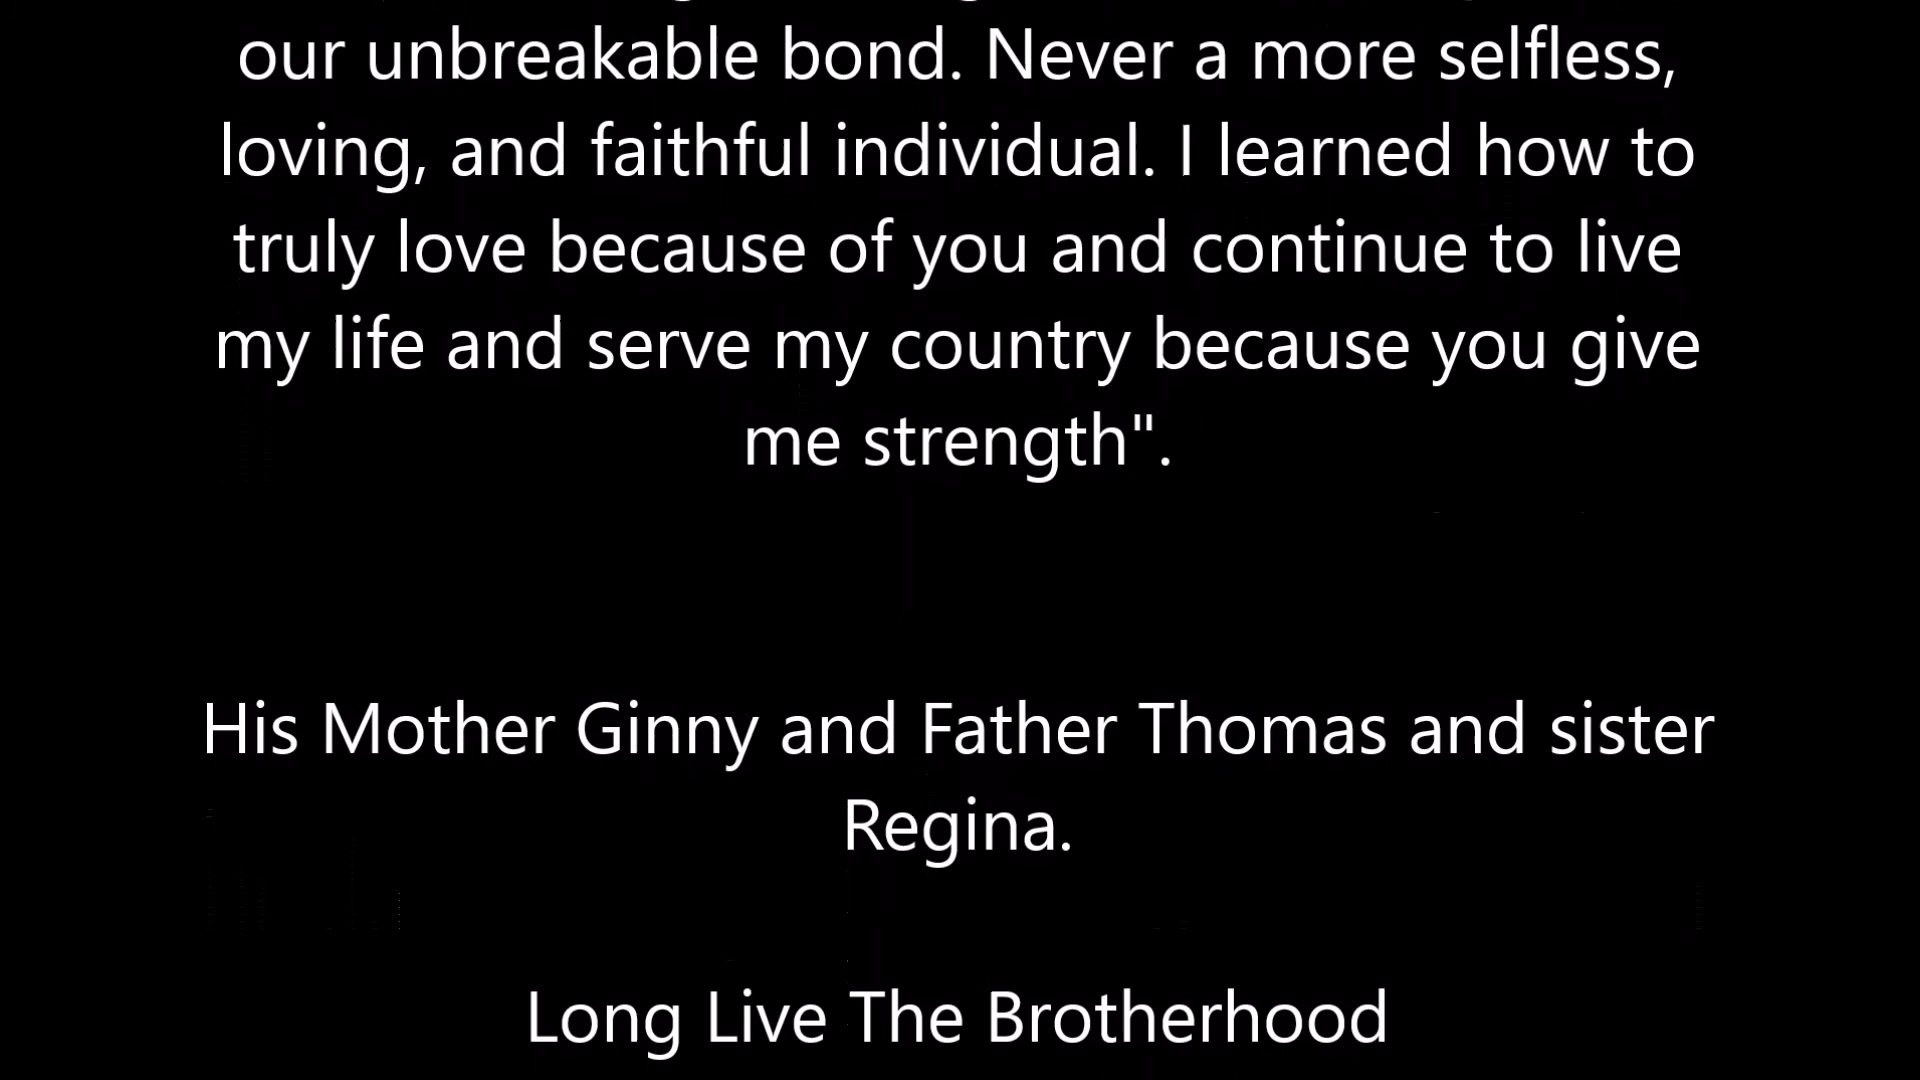 our unbreakable bond. Never a more selfless,
loving, and faithful individual. I learned how to
truly love because of you and continue to live
my life and serve my country because you give
me strength".
His Mother Ginny and Father Thomas and sister
Regina.
Long Live The Brotherhood